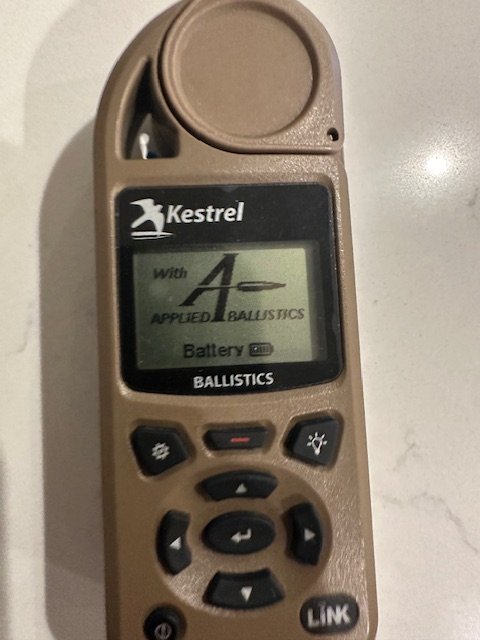 Kestrel
With
A
APPLIED BALLISTICS
Battery
BALLISTICS
LiNK